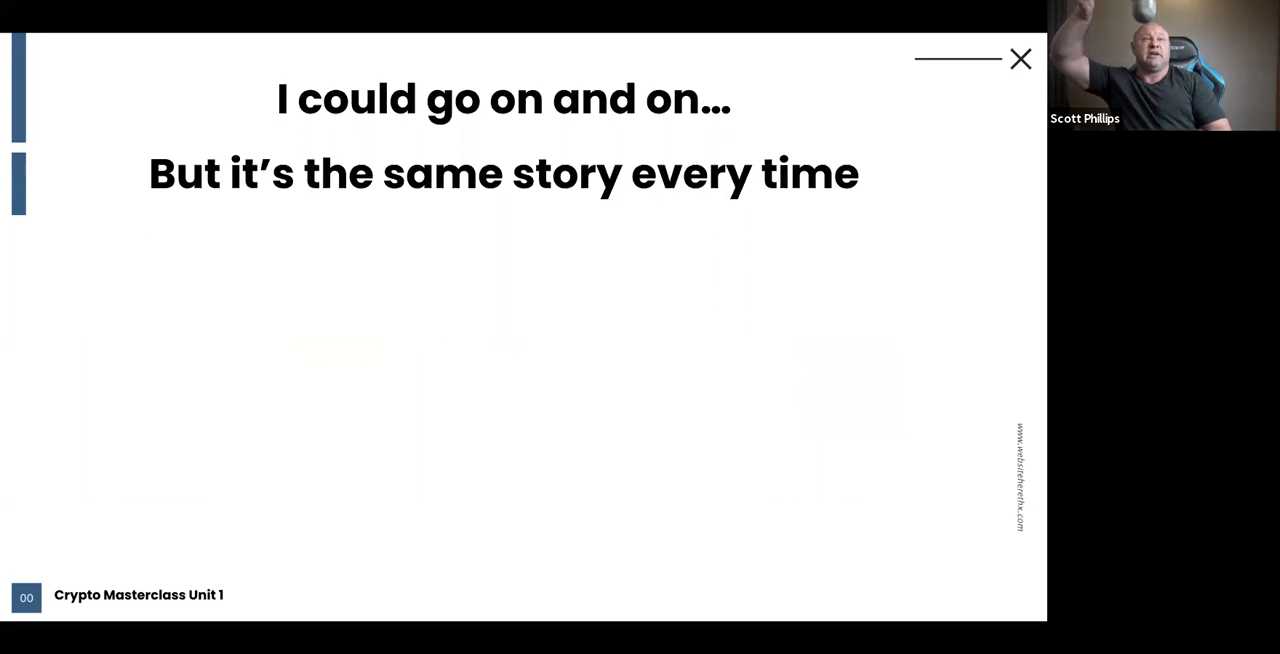 I could go on and on...
But it's the same story every time
Scott Phillips
www.websiteherethx.com
00
Crypto Masterclass Unit 1